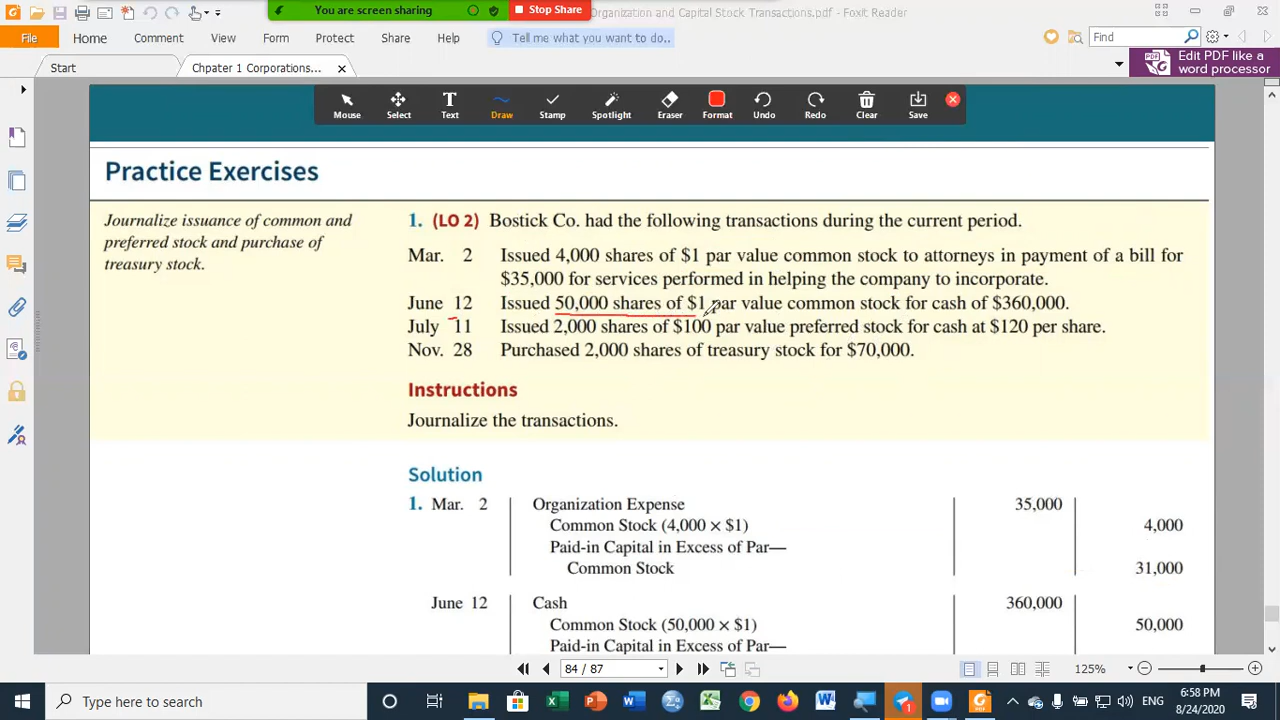 You are screen sharing
Stop Share
Organization and Capital Stock Transactions.pdf - Foxit Reader
File Home Comment View Form Protect Share Help Tell me what you want to do.. Find
Edit PDF like a
word processor
Start Chpater 1 Corporations...
Mouse Select Text Draw Stamp Spotlight Eraser Format Undo Redo Clear Save
Practice Exercises
Journalize issuance of common and
preferred stock and purchase of
treasury stock.
1. (LO 2) Bostick Co. had the following transactions during the current period.
Mar. 2 Issued 4,000 shares of $1 par value common stock to attorneys in payment of a bill for
$35,000 for services performed in helping the company to incorporate.
June 12 Issued 50,000 shares of $1 par value common stock for cash of $360,000.
July 11 Issued 2,000 shares of $100 par value preferred stock for cash at $120 per share.
Nov. 28 Purchased 2,000 shares of treasury stock for $70,000.
Instructions
Journalize the transactions.
Solution
1. Mar. 2 Organization Expense 35,000
Common Stock (4,000 × $1) 4,000
Paid-in Capital in Excess of Par—
Common Stock 31,000
June 12 Cash 360,000
Common Stock (50,000 × $1) 50,000
Paid-in Capital in Excess of Par—
84 / 87 125%
Type here to search
ENG
6:58 PM
8/24/2020